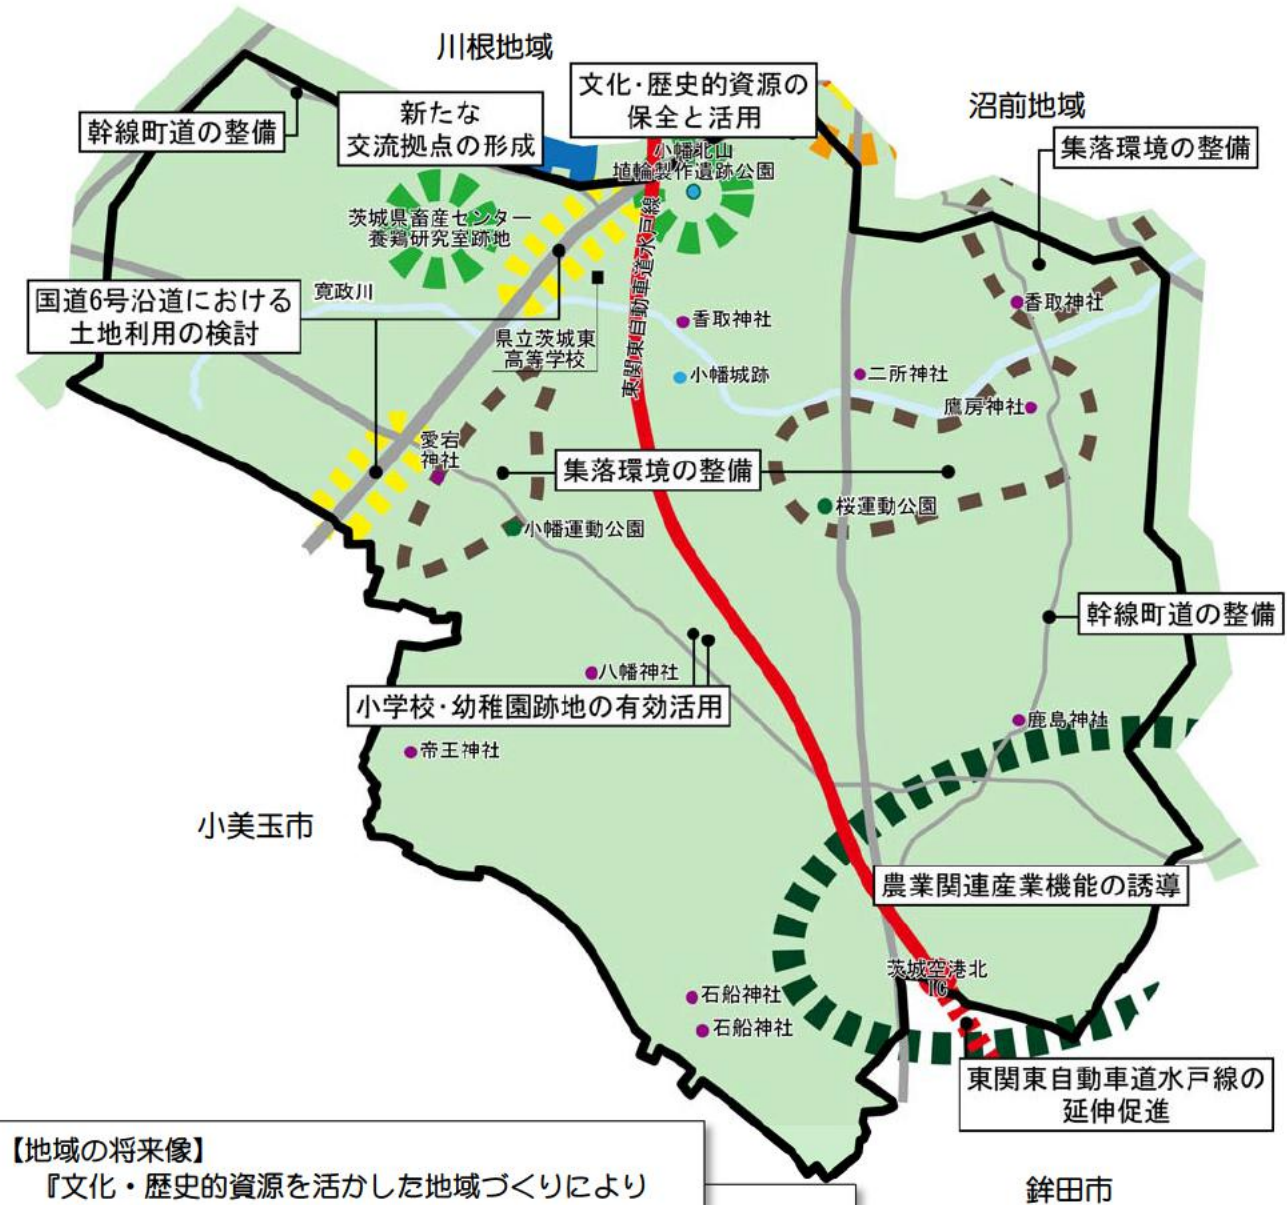 川根地域
文化・歴史的資源の
保全と活用
沼前地域
幹線町道の整備
新たな
交流拠点の形成
集落環境の整備
小幡北山
埴輪製作遺跡公園
茨城県畜産センター
養鶏研究室跡地
国道6号沿道における
土地利用の検討
寛政川
東関東自動車道水戸線
香取神社
香取神社
県立茨城東
高等学校
小幡城跡
二所神社
鷹房神社
愛宕
神社
集落環境の整備
桜運動公園
小幡運動公園
幹線町道の整備
八幡神社
小学校・幼稚園跡地の有効活用
鹿島神社
帝王神社
小美玉市
農業関連産業機能の誘導
茨城空港北
IC
石船神社
石船神社
東関東自動車道水戸線の
延伸促進
【地域の将来像】
『文化・歴史的資源を活かした地域づくりにより
鉾田市